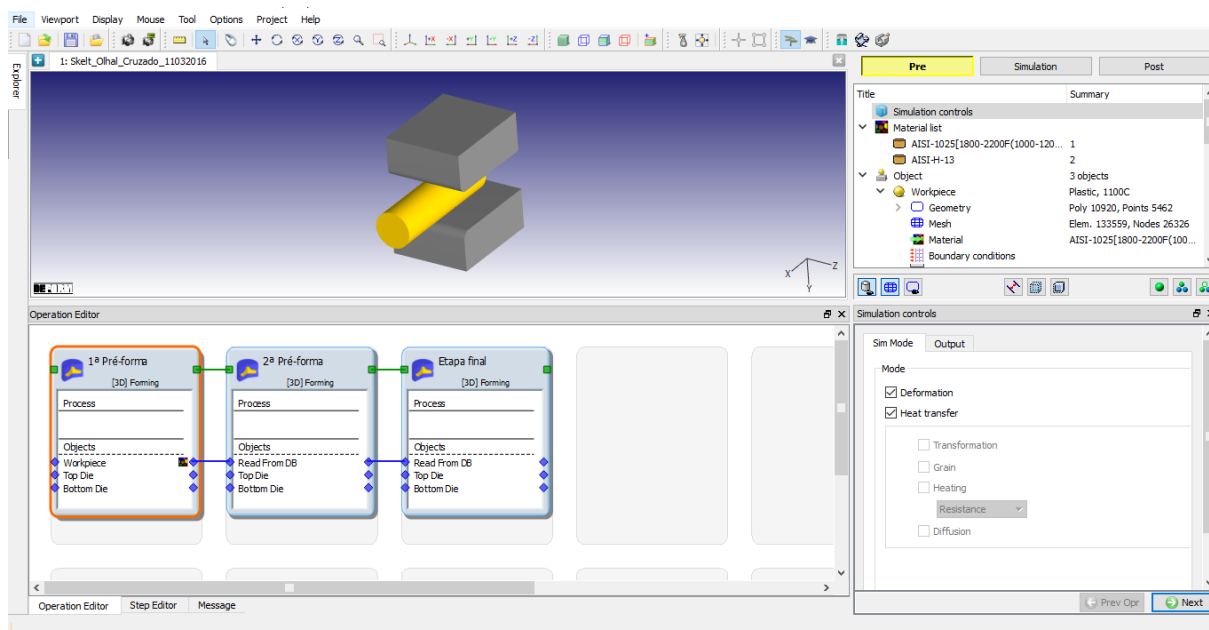 File Viewport Display Mouse Tool Options Project Help
Explorer
1: Skelt_Olhal_Cruzado_11032016
Pre Simulation Post
Title Summary
Simulation controls
Material list
AISI-1025[1800-2200F(1000-120... 1
AISI-H-13 2
Object 3 objects
Workpiece Plastic, 1100C
Geometry Poly 10920, Points 5462
Mesh Elem. 133559, Nodes 26326
Material AISI-1025[1800-2200F(100...
Boundary conditions
X Z
Y
Operation Editor
Simulation controls
1ª Pré-forma
[3D] Forming
Process
Objects
Workpiece
Top Die
Bottom Die
2ª Pré-forma
[3D] Forming
Process
Objects
Read From DB
Top Die
Bottom Die
Etapa final
[3D] Forming
Process
Objects
Read From DB
Top Die
Bottom Die
Sim Mode Output
Mode
Deformation
Heat transfer
Transformation
Grain
Heating
Resistance
Diffusion
Prev Opr Next
Operation Editor Step Editor Message